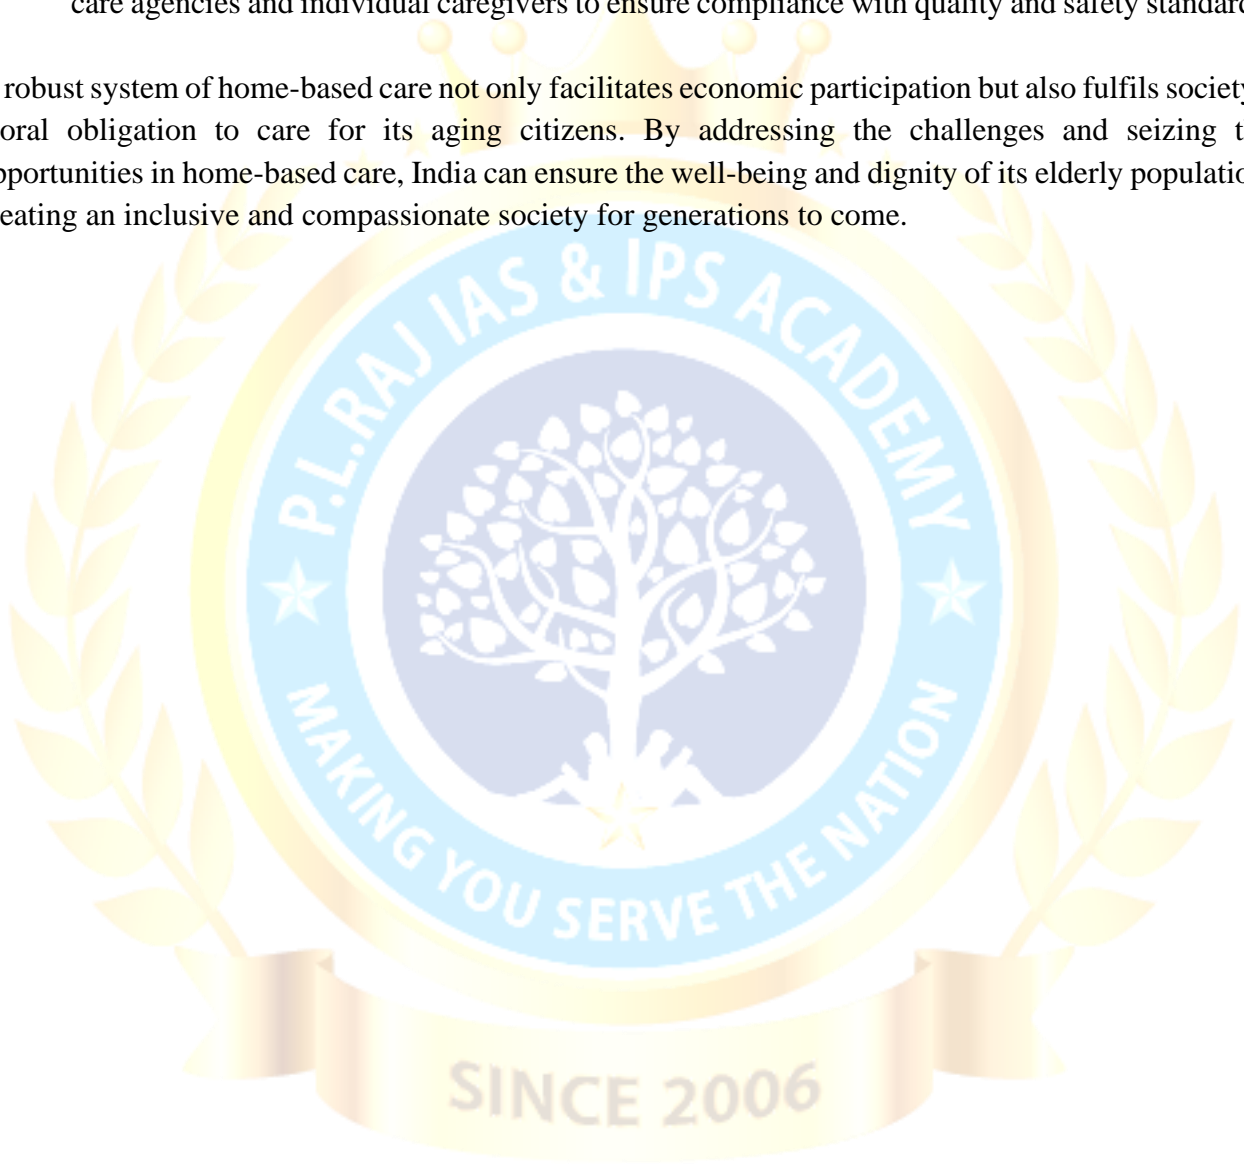 care agencies and individual caregivers to ensure compliance with quality and safety standard
robust system of home-based care not only facilitates economic participation but also fulfils society
oral obligation to care for its aging citizens. By addressing the challenges and seizing t
pportunities in home-based care, India can ensure the well-being and dignity of its elderly populatio
eating an inclusive and compassionate society for generations to come.
P.L.RAJ IAS & IPS ACADEMY
MAKING YOU SERVE THE NATION
SINCE 2006